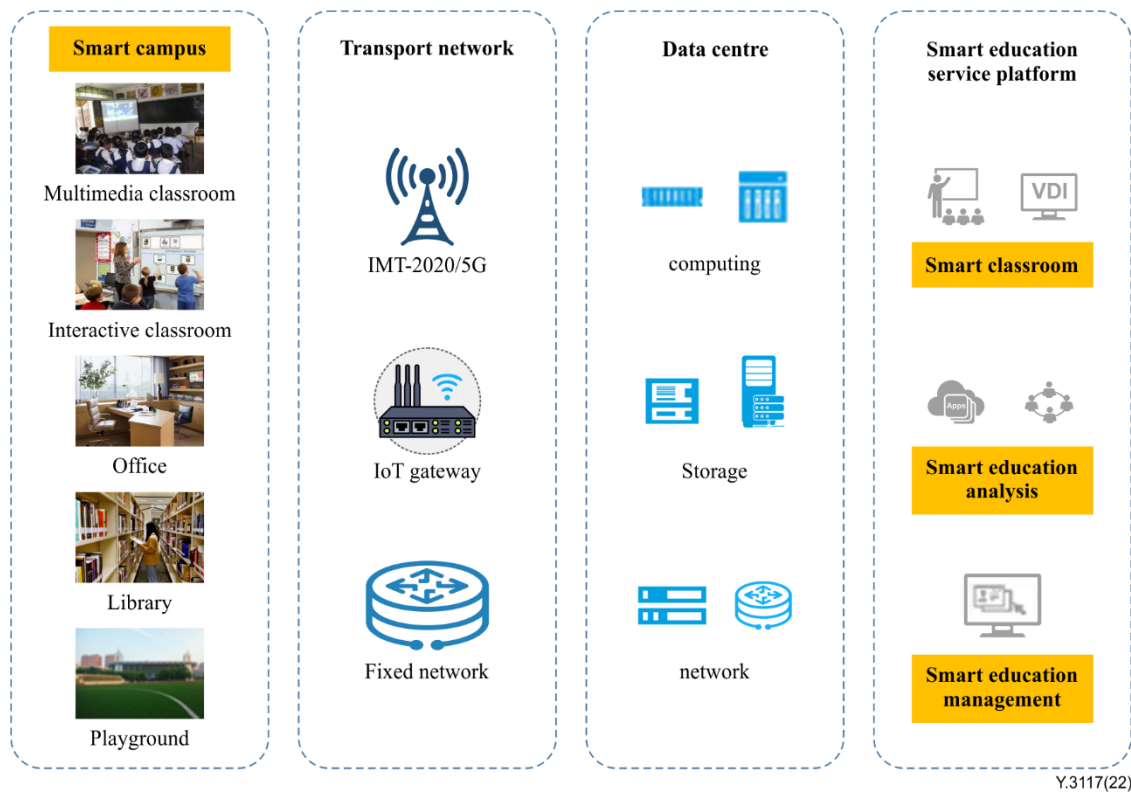 Smart campus
Multimedia classroom
Interactive classroom
Office
Library
Playground
Transport network
IMT-2020/5G
IoT gateway
Fixed network
Data centre
computing
Storage
network
Smart education
service platform
VDI
Smart classroom
Apps
Smart education
analysis
Smart education
management
Y.3117(22)